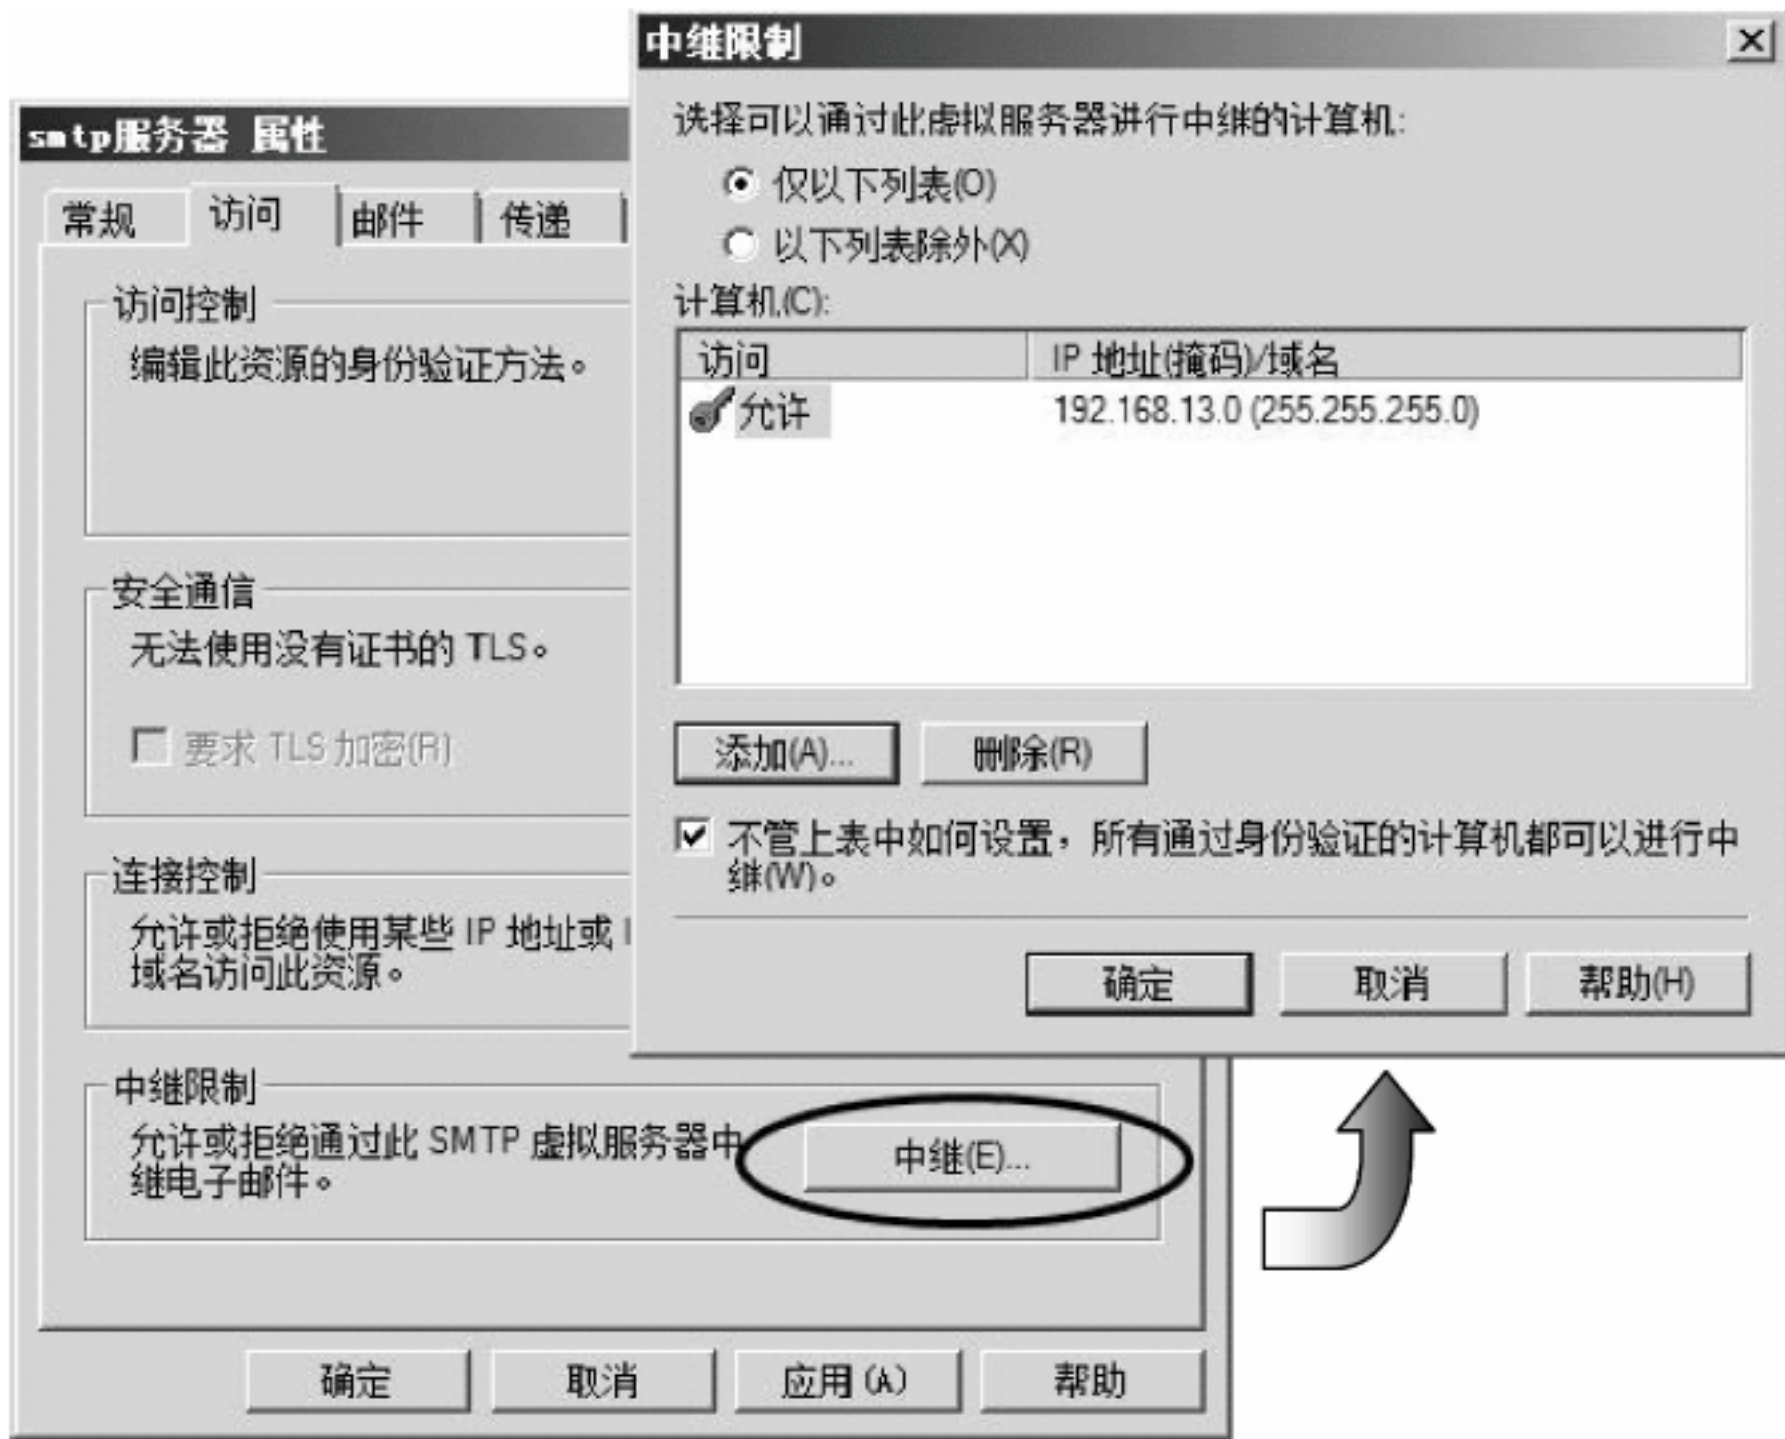 中继限制
选择可以通过此虚拟服务器进行中继的计算机:
仅以下列表(O)
以下列表除外(X)
计算机(C):
访问 IP 地址(掩码)/域名
允许 192.168.13.0 (255.255.255.0)
添加(A)... 删除(R)
不管上表中如何设置，所有通过身份验证的计算机都可以进行中
继(W)。
确定 取消 帮助(H)
smtp服务器 属性
常规 访问 邮件 传递
访问控制
编辑此资源的身份验证方法。
安全通信
无法使用没有证书的 TLS。
要求 TLS 加密(R)
连接控制
允许或拒绝使用某些 IP 地址或
域名访问此资源。
中继限制
允许或拒绝通过此 SMTP 虚拟服务器中
继电子邮件。
中继(E)...
确定 取消 应用(A) 帮助